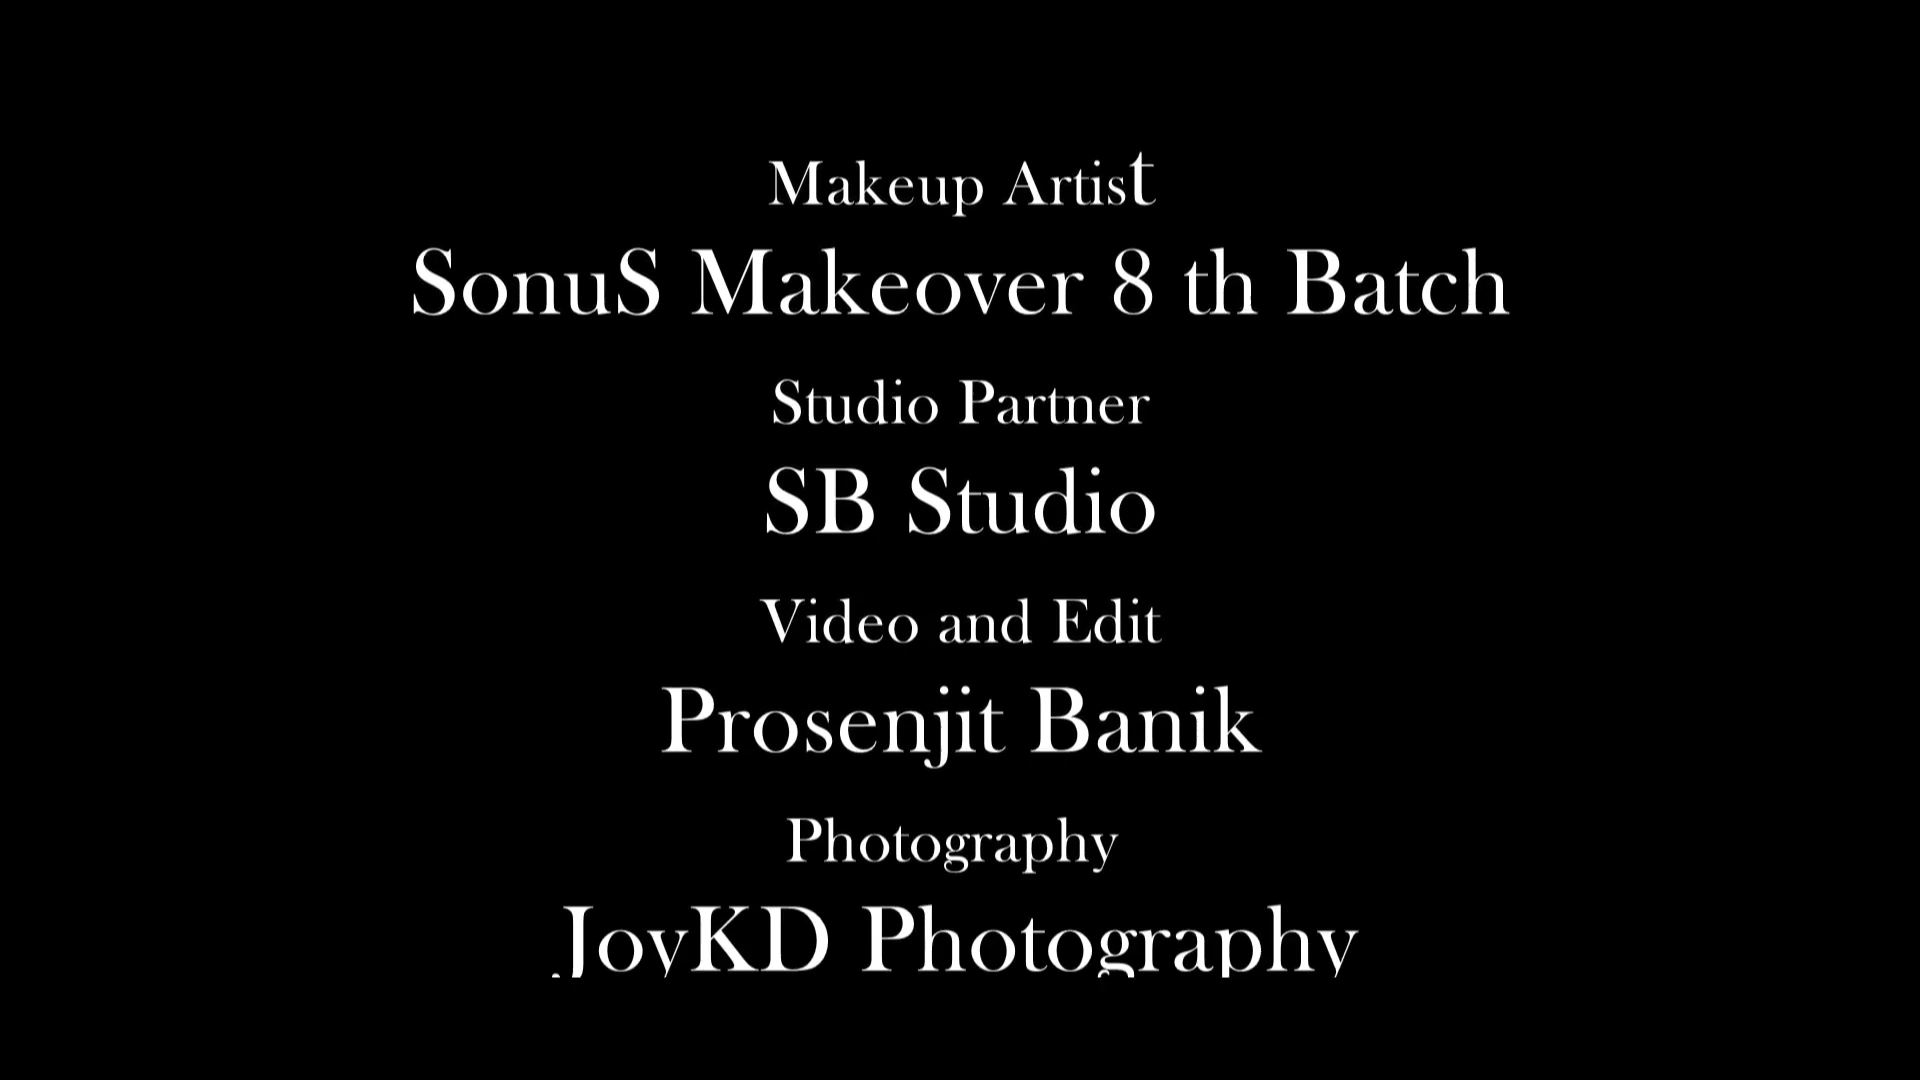 Makeup Artist
SonuS Makeover 8 th Batch
Studio Partner
SB Studio
Video and Edit
Prosenjit Banik
Photography
JoyKD Photography